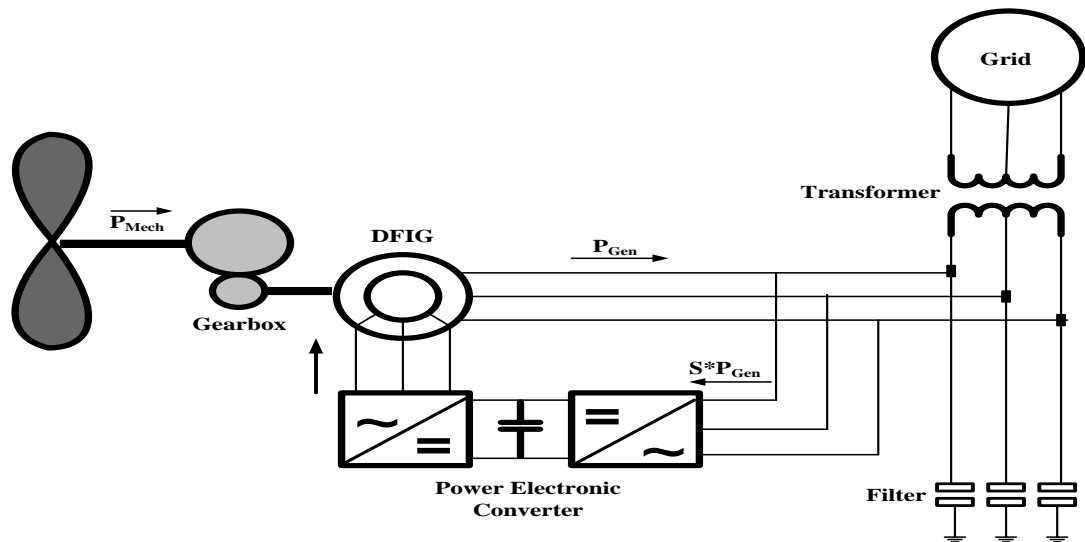 Grid
Transformer
P_Mech
DFIG
P_Gen
Gearbox
S*P_Gen
~
=
=
~
Power Electronic
Converter
Filter